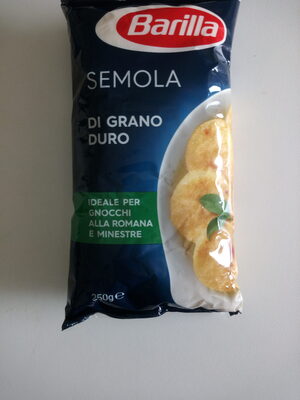 Barilla
SEMOLA
DI GRANO
DURO
IDEALE PER
GNOCCHI
ALLA ROMANA
E MINESTRE
250g℮